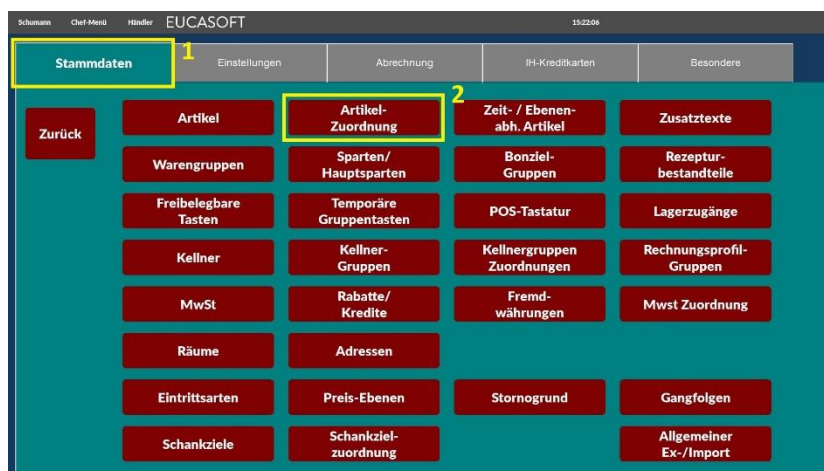 Schumann Chef-Menü Händler EUCASOFT 15:22:06
Stammdaten 1 Einstellungen Abrechnung IH-Kreditkarten Besondere
2
Zurück
Artikel
Artikel-
Zuordnung
Zeit- / Ebenen-
abh. Artikel
Zusatztexte
Warengruppen
Sparten/
Hauptsparten
Bonziel-
Gruppen
Rezeptur-
bestandteile
Freibelegbare
Tasten
Temporäre
Gruppentasten
POS-Tastatur
Lagerzugänge
Kellner
Kellner-
Gruppen
Kellnergruppen
Zuordnungen
Rechnungsprofil-
Gruppen
MwSt
Rabatte/
Kredite
Fremd-
währungen
Mwst Zuordnung
Räume
Adressen
Eintrittsarten
Preis-Ebenen
Stornogrund
Gangfolgen
Schankziele
Schankziel-
zuordnung
Allgemeiner
Ex-/Import